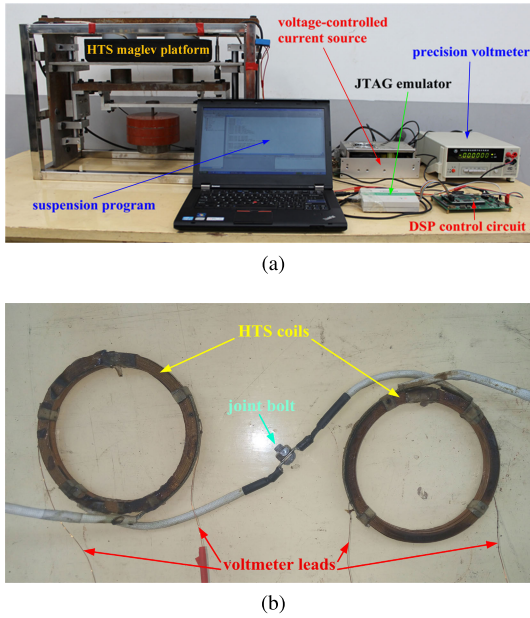 HTS maglev platform
voltage-controlled
current source
precision voltmeter
JTAG emulator
suspension program
DSP control circuit
(a)
HTS coils
joint bolt
voltmeter leads
(b)